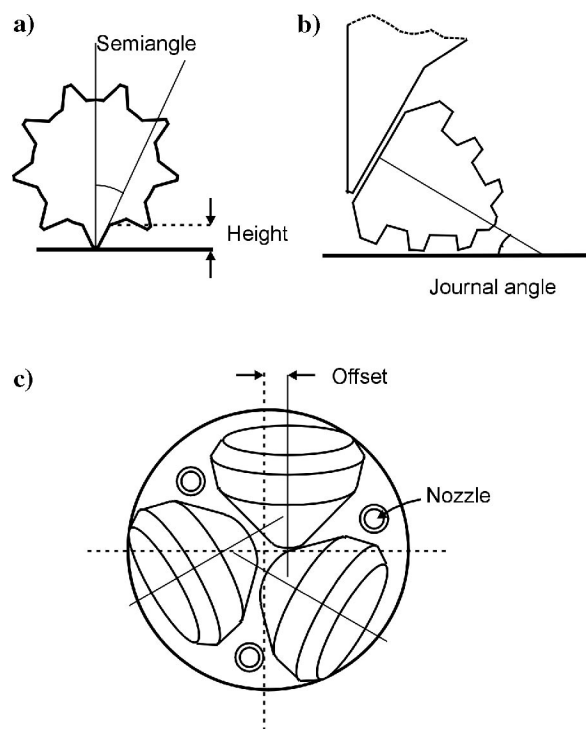 a)
Semiangle
Height
b)
Journal angle
c)
Offset
Nozzle